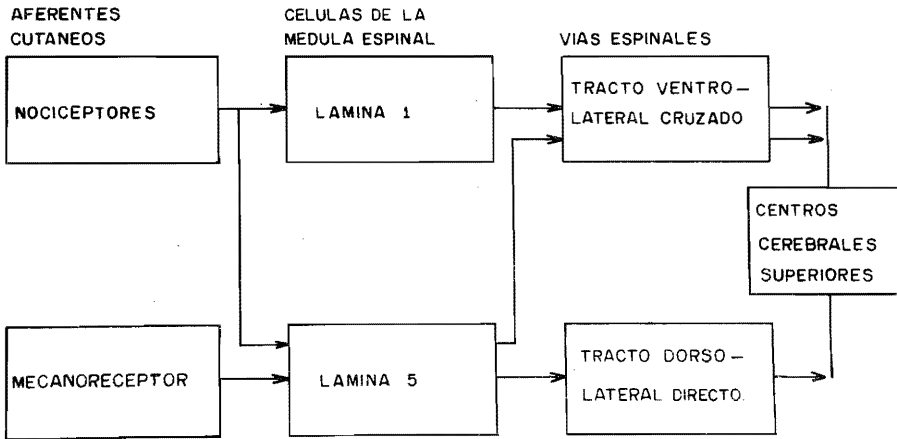 AFERENTES
CUTANEOS
CELULAS DE LA
MEDULA ESPINAL
VIAS ESPINALES
NOCICEPTORES
LAMINA 1
TRACTO VENTRO –
LATERAL CRUZADO
CENTROS
CEREBRALES
SUPERIORES
MECANORECEPTOR
LAMINA 5
TRACTO DORSO –
LATERAL DIRECTO.